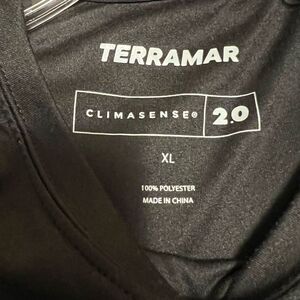 TERRAMAR
CLIMASENSE® 2.0
XL
100% POLYESTER
MADE IN CHINA